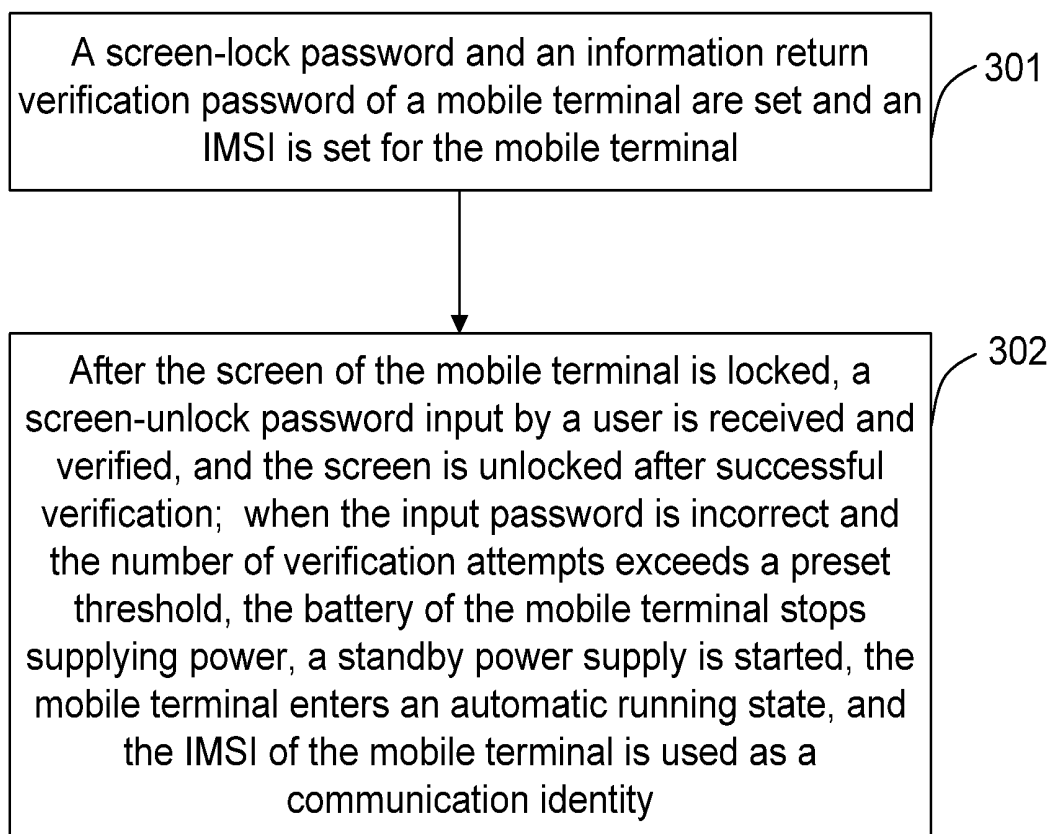 A screen-lock password and an information return
verification password of a mobile terminal are set and an
IMSI is set for the mobile terminal
301
After the screen of the mobile terminal is locked, a
screen-unlock password input by a user is received and
verified, and the screen is unlocked after successful
verification; when the input password is incorrect and
the number of verification attempts exceeds a preset
threshold, the battery of the mobile terminal stops
supplying power, a standby power supply is started, the
mobile terminal enters an automatic running state, and
the IMSI of the mobile terminal is used as a
communication identity
302